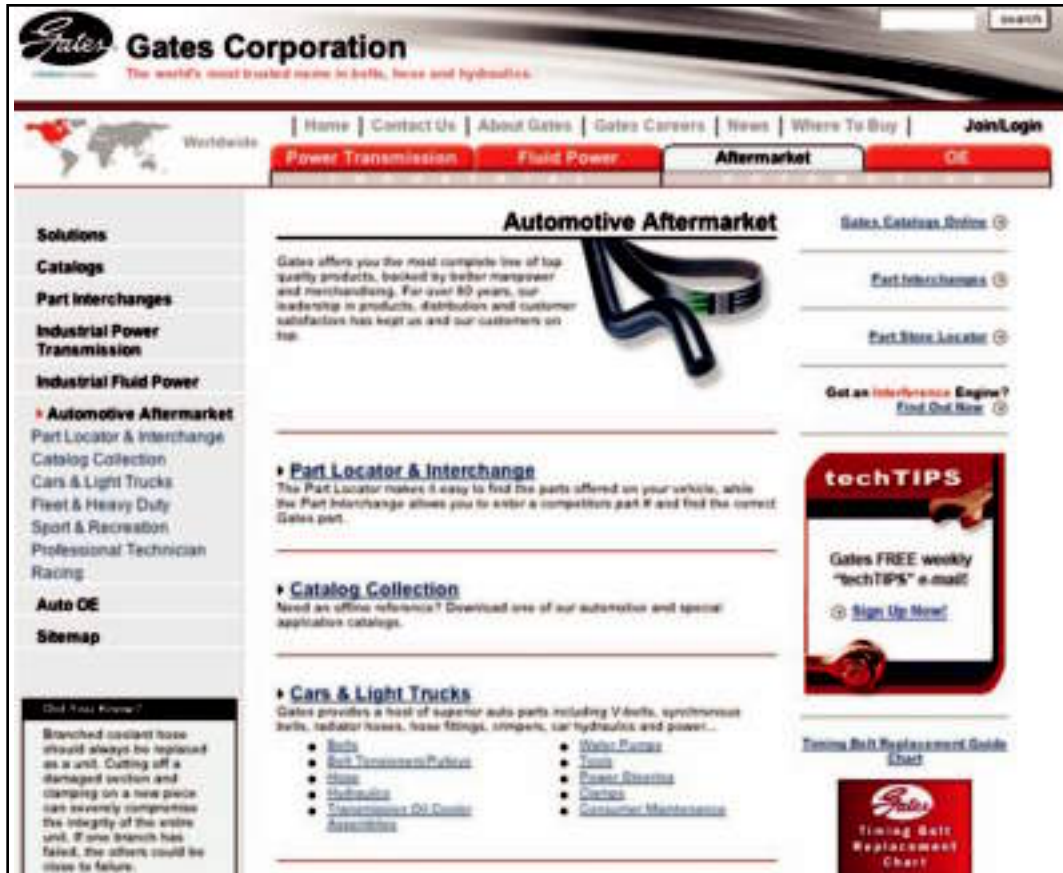 search
Gates
Gates Corporation
The world's most trusted name in belts, hose and hydraulics.
Worldwide
| Home | Contact Us | About Gates | Gates Careers | News | Where To Buy |
Join/Login
Power Transmission
Fluid Power
Aftermarket
OE
Solutions
Catalogs
Part Interchanges
Industrial Power
Transmission
Industrial Fluid Power
Automotive Aftermarket
Part Locator & Interchange
Catalog Collection
Cars & Light Trucks
Fleet & Heavy Duty
Sport & Recreation
Professional Technician
Racing
Auto OE
Sitemap
Did You Know?
Branched coolant hose
should always be replaced
as a unit. Cutting off a
damaged section and
clamping on a new piece
can severely compromise
the integrity of the entire
unit. If one branch has
failed, the others could be
close to failure.
Automotive Aftermarket
Gates offers you the most complete line of top
quality products, backed by better manpower
and merchandising. For over 80 years, our
leadership in products, distribution and customer
satisfaction has kept us and our customers on
top.
Part Locator & Interchange
The Part Locator makes it easy to find the parts offered on your vehicle, while
the Part Interchange allows you to enter a competitors part # and find the correct
Gates part.
Catalog Collection
Need an offline reference? Download one of our automotive and special
application catalogs.
Cars & Light Trucks
Gates provides a host of superior auto parts including V-belts, synchronous
belts, radiator hoses, hose fittings, crimpers, car hydraulics and power...
Belts
Belt Tensioners/Pulleys
Hose
Hydraulics
Transmission Oil Cooler
Assemblies
Water Pumps
Tools
Power Steering
Clamps
Consumer Maintenance
Gates Catalogs Online
Part Interchanges
Part Store Locator
Got an Interference Engine?
Find Out Now
techTIPS
Gates FREE weekly
"techTIPS" e-mail!
Sign Up Now!
Timing Belt Replacement Guide
Chart
Gates
Timing Belt
Replacement
Chart